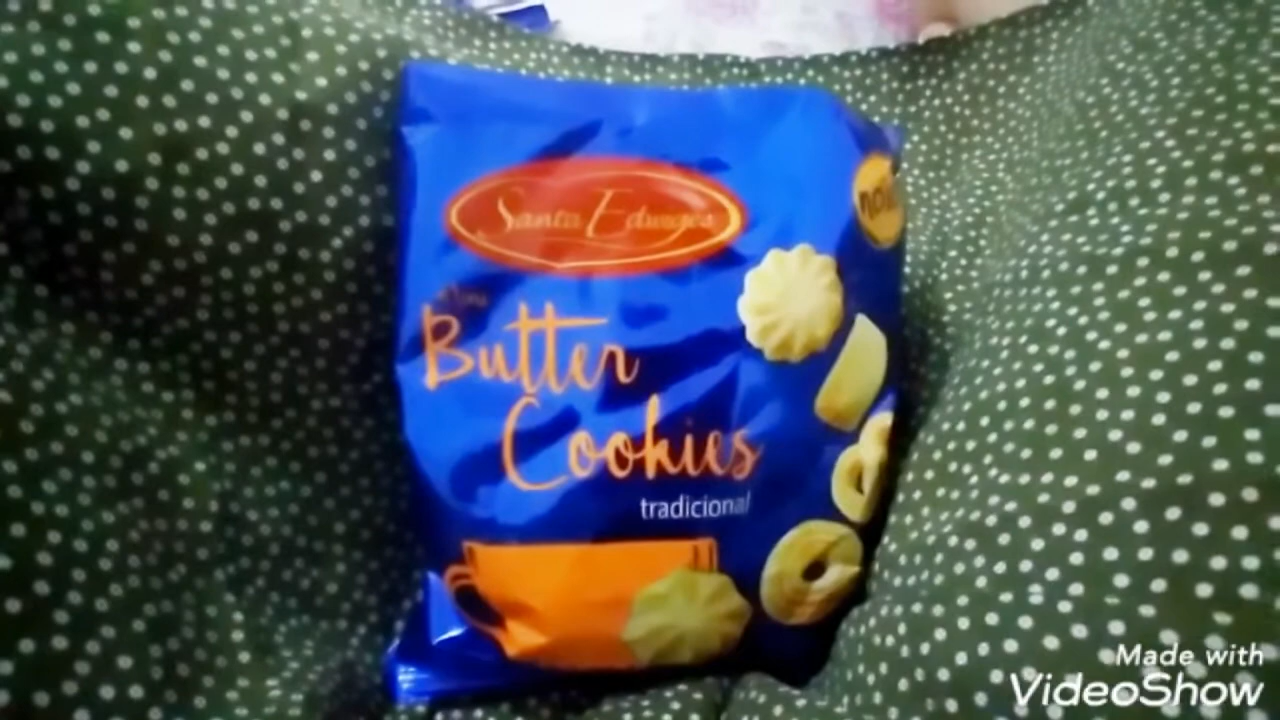 Santa Edwiges
Butter
Cookies
tradicional
Made with
VideoShow